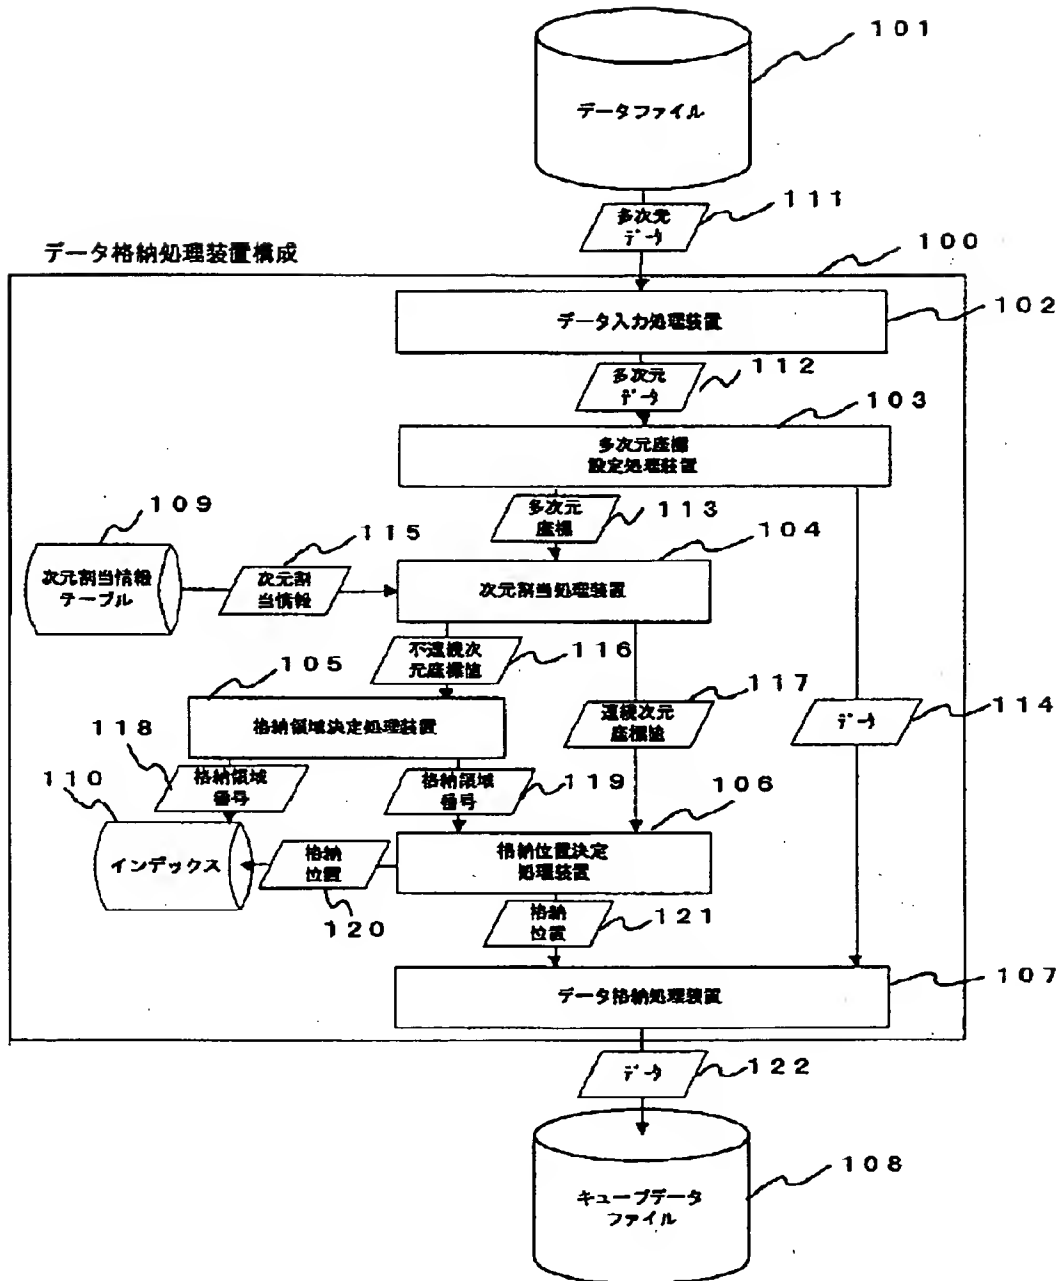 101
データファイル
多次元
データ
111
データ格納処理装置構成
100
102
データ入力処理装置
多次元
データ
112
103
多次元座標
設定処理装置
109
115
多次元
座標
113
104
次元割当情報
テーブル
次元割
当情報
次元割当処理装置
105
不連続次
元座標値
116
117
118
格納領域決定処理装置
連続次元
座標値
データ
114
110
格納領域
番号
格納領域
番号
119
106
インデックス
格納
位置
格納位置決定
処理装置
120
格納
位置
121
データ格納処理装置
107
データ
122
108
キューブデータ
ファイル